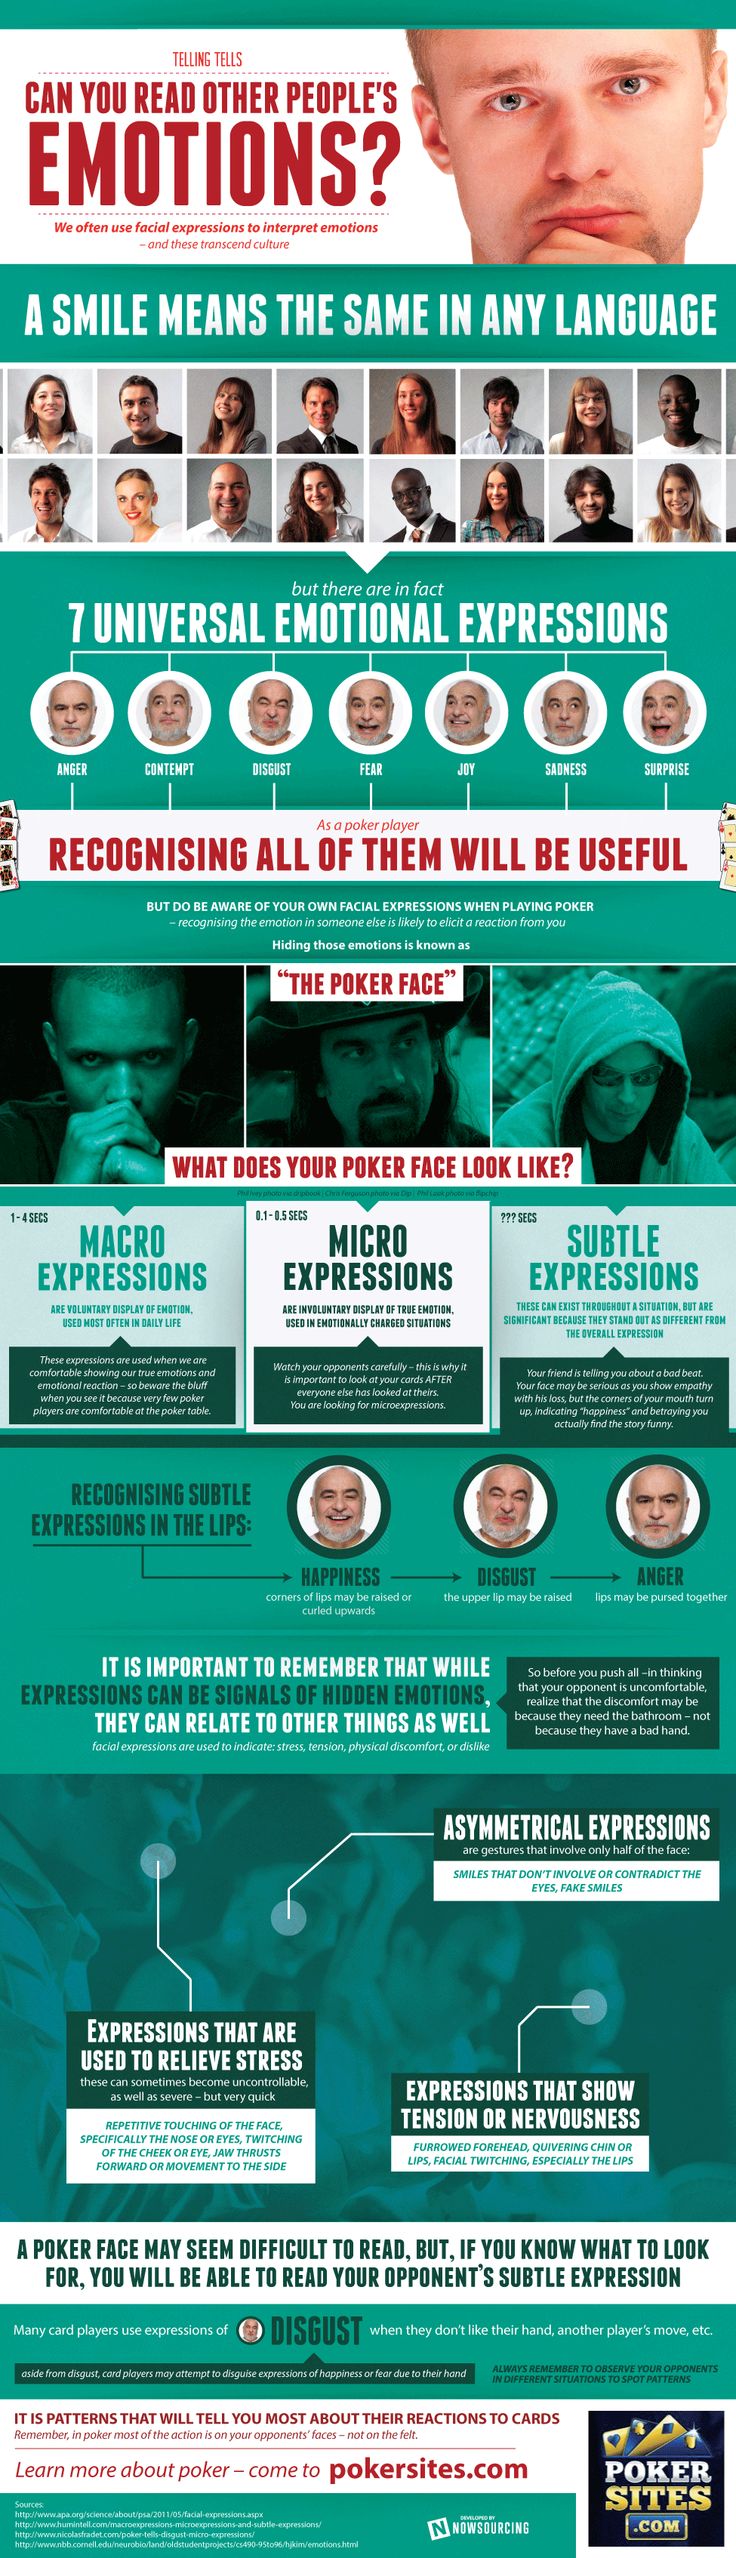 TELLING TELLS
CAN YOU READ OTHER PEOPLE'S
EMOTIONS?
We often use facial expressions to interpret emotions
– and these transcend culture
A SMILE MEANS THE SAME IN ANY LANGUAGE
but there are in fact
7 UNIVERSAL EMOTIONAL EXPRESSIONS
ANGER
CONTEMPT
DISGUST
FEAR
JOY
SADNESS
SURPRISE
As a poker player
RECOGNISING ALL OF THEM WILL BE USEFUL
BUT DO BE AWARE OF YOUR OWN FACIAL EXPRESSIONS WHEN PLAYING POKER
– recognising the emotion in someone else is likely to elicit a reaction from you
Hiding those emotions is known as
"THE POKER FACE"
WHAT DOES YOUR POKER FACE LOOK LIKE?
Phil Ivey photo via dripbook | Chris Ferguson photo via Djp | Phil Laak photo via flipchip
1 - 4 SECS
MACRO
EXPRESSIONS
ARE VOLUNTARY DISPLAY OF EMOTION,
USED MOST OFTEN IN DAILY LIFE
These expressions are used when we are
comfortable showing our true emotions and
emotional reaction – so beware the bluff
when you see it because very few poker
players are comfortable at the poker table.
0.1 - 0.5 SECS
MICRO
EXPRESSIONS
ARE INVOLUNTARY DISPLAY OF TRUE EMOTION,
USED IN EMOTIONALLY CHARGED SITUATIONS
Watch your opponents carefully – this is why it
is important to look at your cards AFTER
everyone else has looked at theirs.
You are looking for microexpressions.
??? SECS
SUBTLE
EXPRESSIONS
THESE CAN EXIST THROUGHOUT A SITUATION, BUT ARE
SIGNIFICANT BECAUSE THEY STAND OUT AS DIFFERENT FROM
THE OVERALL EXPRESSION
Your friend is telling you about a bad beat.
Your face may be serious as you show empathy
with his loss, but the corners of your mouth turn
up, indicating "happiness" and betraying you
actually find the story funny.
RECOGNISING SUBTLE
EXPRESSIONS IN THE LIPS:
HAPPINESS
corners of lips may be raised or
curled upwards
DISGUST
the upper lip may be raised
ANGER
lips may be pursed together
IT IS IMPORTANT TO REMEMBER THAT WHILE
EXPRESSIONS CAN BE SIGNALS OF HIDDEN EMOTIONS,
THEY CAN RELATE TO OTHER THINGS AS WELL
facial expressions are used to indicate: stress, tension, physical discomfort, or dislike
So before you push all –in thinking
that your opponent is uncomfortable,
realize that the discomfort may be
because they need the bathroom – not
because they have a bad hand.
ASYMMETRICAL EXPRESSIONS
are gestures that involve only half of the face:
SMILES THAT DON'T INVOLVE OR CONTRADICT THE
EYES, FAKE SMILES
EXPRESSIONS THAT ARE
USED TO RELIEVE STRESS
these can sometimes become uncontrollable,
as well as severe – but very quick
REPETITIVE TOUCHING OF THE FACE,
SPECIFICALLY THE NOSE OR EYES, TWITCHING
OF THE CHEEK OR EYE, JAW THRUSTS
FORWARD OR MOVEMENT TO THE SIDE
EXPRESSIONS THAT SHOW
TENSION OR NERVOUSNESS
FURROWED FOREHEAD, QUIVERING CHIN OR
LIPS, FACIAL TWITCHING, ESPECIALLY THE LIPS
A POKER FACE MAY SEEM DIFFICULT TO READ, BUT, IF YOU KNOW WHAT TO LOOK
FOR, YOU WILL BE ABLE TO READ YOUR OPPONENT'S SUBTLE EXPRESSION
Many card players use expressions of DISGUST when they don't like their hand, another player's move, etc.
aside from disgust, card players may attempt to disguise expressions of happiness or fear due to their hand
ALWAYS REMEMBER TO OBSERVE YOUR OPPONENTS
IN DIFFERENT SITUATIONS TO SPOT PATTERNS
IT IS PATTERNS THAT WILL TELL YOU MOST ABOUT THEIR REACTIONS TO CARDS
Remember, in poker most of the action is on your opponents' faces – not on the felt.
Learn more about poker – come to pokersites.com
POKER
SITES
.COM
Sources:
http://www.apa.org/science/about/psa/2011/05/facial-expressions.aspx
http://www.humintell.com/macroexpressions-microexpressions-and-subtle-expressions/
http://www.nicolasfradet.com/poker-tells-disgust-micro-expressions/
http://www.nbb.cornell.edu/neurobio/land/oldstudentprojects/cs490-95to96/hjkim/emotions.html
DEVELOPED BY
N NOWSOURCING